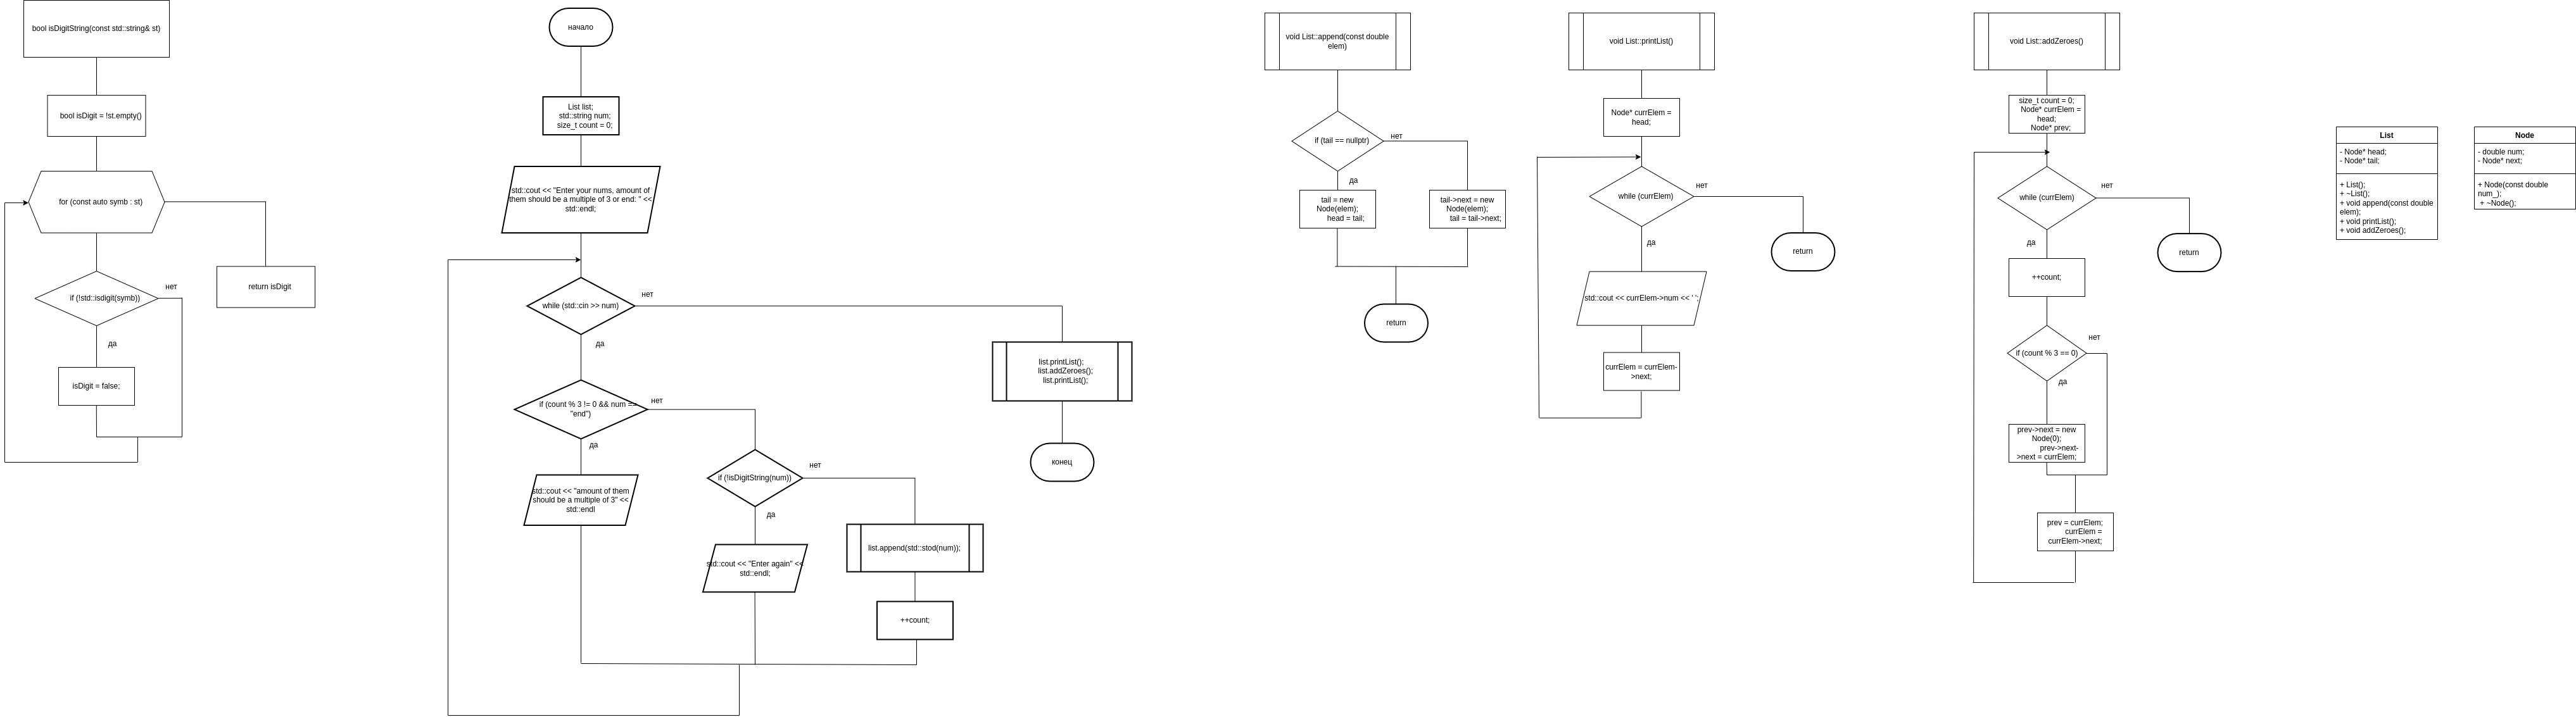 bool isDigitString(const std::string& st)
bool isDigit = !st.empty()
for (const auto symb : st)
return isDigit
if (!std::isdigit(symb))
нет
да
isDigit = false;
начало
List list;
std::string num;
size_t count = 0;
std::cout << "Enter your nums, amount of
them should be a multiple of 3 or end: " <<
std::endl;
while (std::cin >> num)
нет
да
if (count % 3 != 0 && num ==
"end")
нет
да
std::cout << "amount of them
should be a multiple of 3" <<
std::endl
if (!isDigitString(num))
нет
да
std::cout << "Enter again" <<
std::endl;
list.append(std::stod(num));
++count;
list.printList();
list.addZeroes();
list.printList();
конец
void List::append(const double
elem)
if (tail == nullptr)
нет
да
tail = new
Node(elem);
head = tail;
tail->next = new
Node(elem);
tail = tail->next;
return
void List::printList()
Node* currElem =
head;
while (currElem)
нет
да
return
std::cout << currElem->num << ' ';
currElem = currElem-
>next;
void List::addZeroes()
size_t count = 0;
Node* currElem =
head;
Node* prev;
while (currElem)
нет
да
return
++count;
if (count % 3 == 0)
нет
да
prev->next = new
Node(0);
prev->next-
>next = currElem;
prev = currElem;
currElem =
currElem->next;
List
- Node* head;
- Node* tail;
+ List();
+ ~List();
+ void append(const double
elem);
+ void printList();
+ void addZeroes();
Node
- double num;
- Node* next;
+ Node(const double
num_);
+ ~Node();